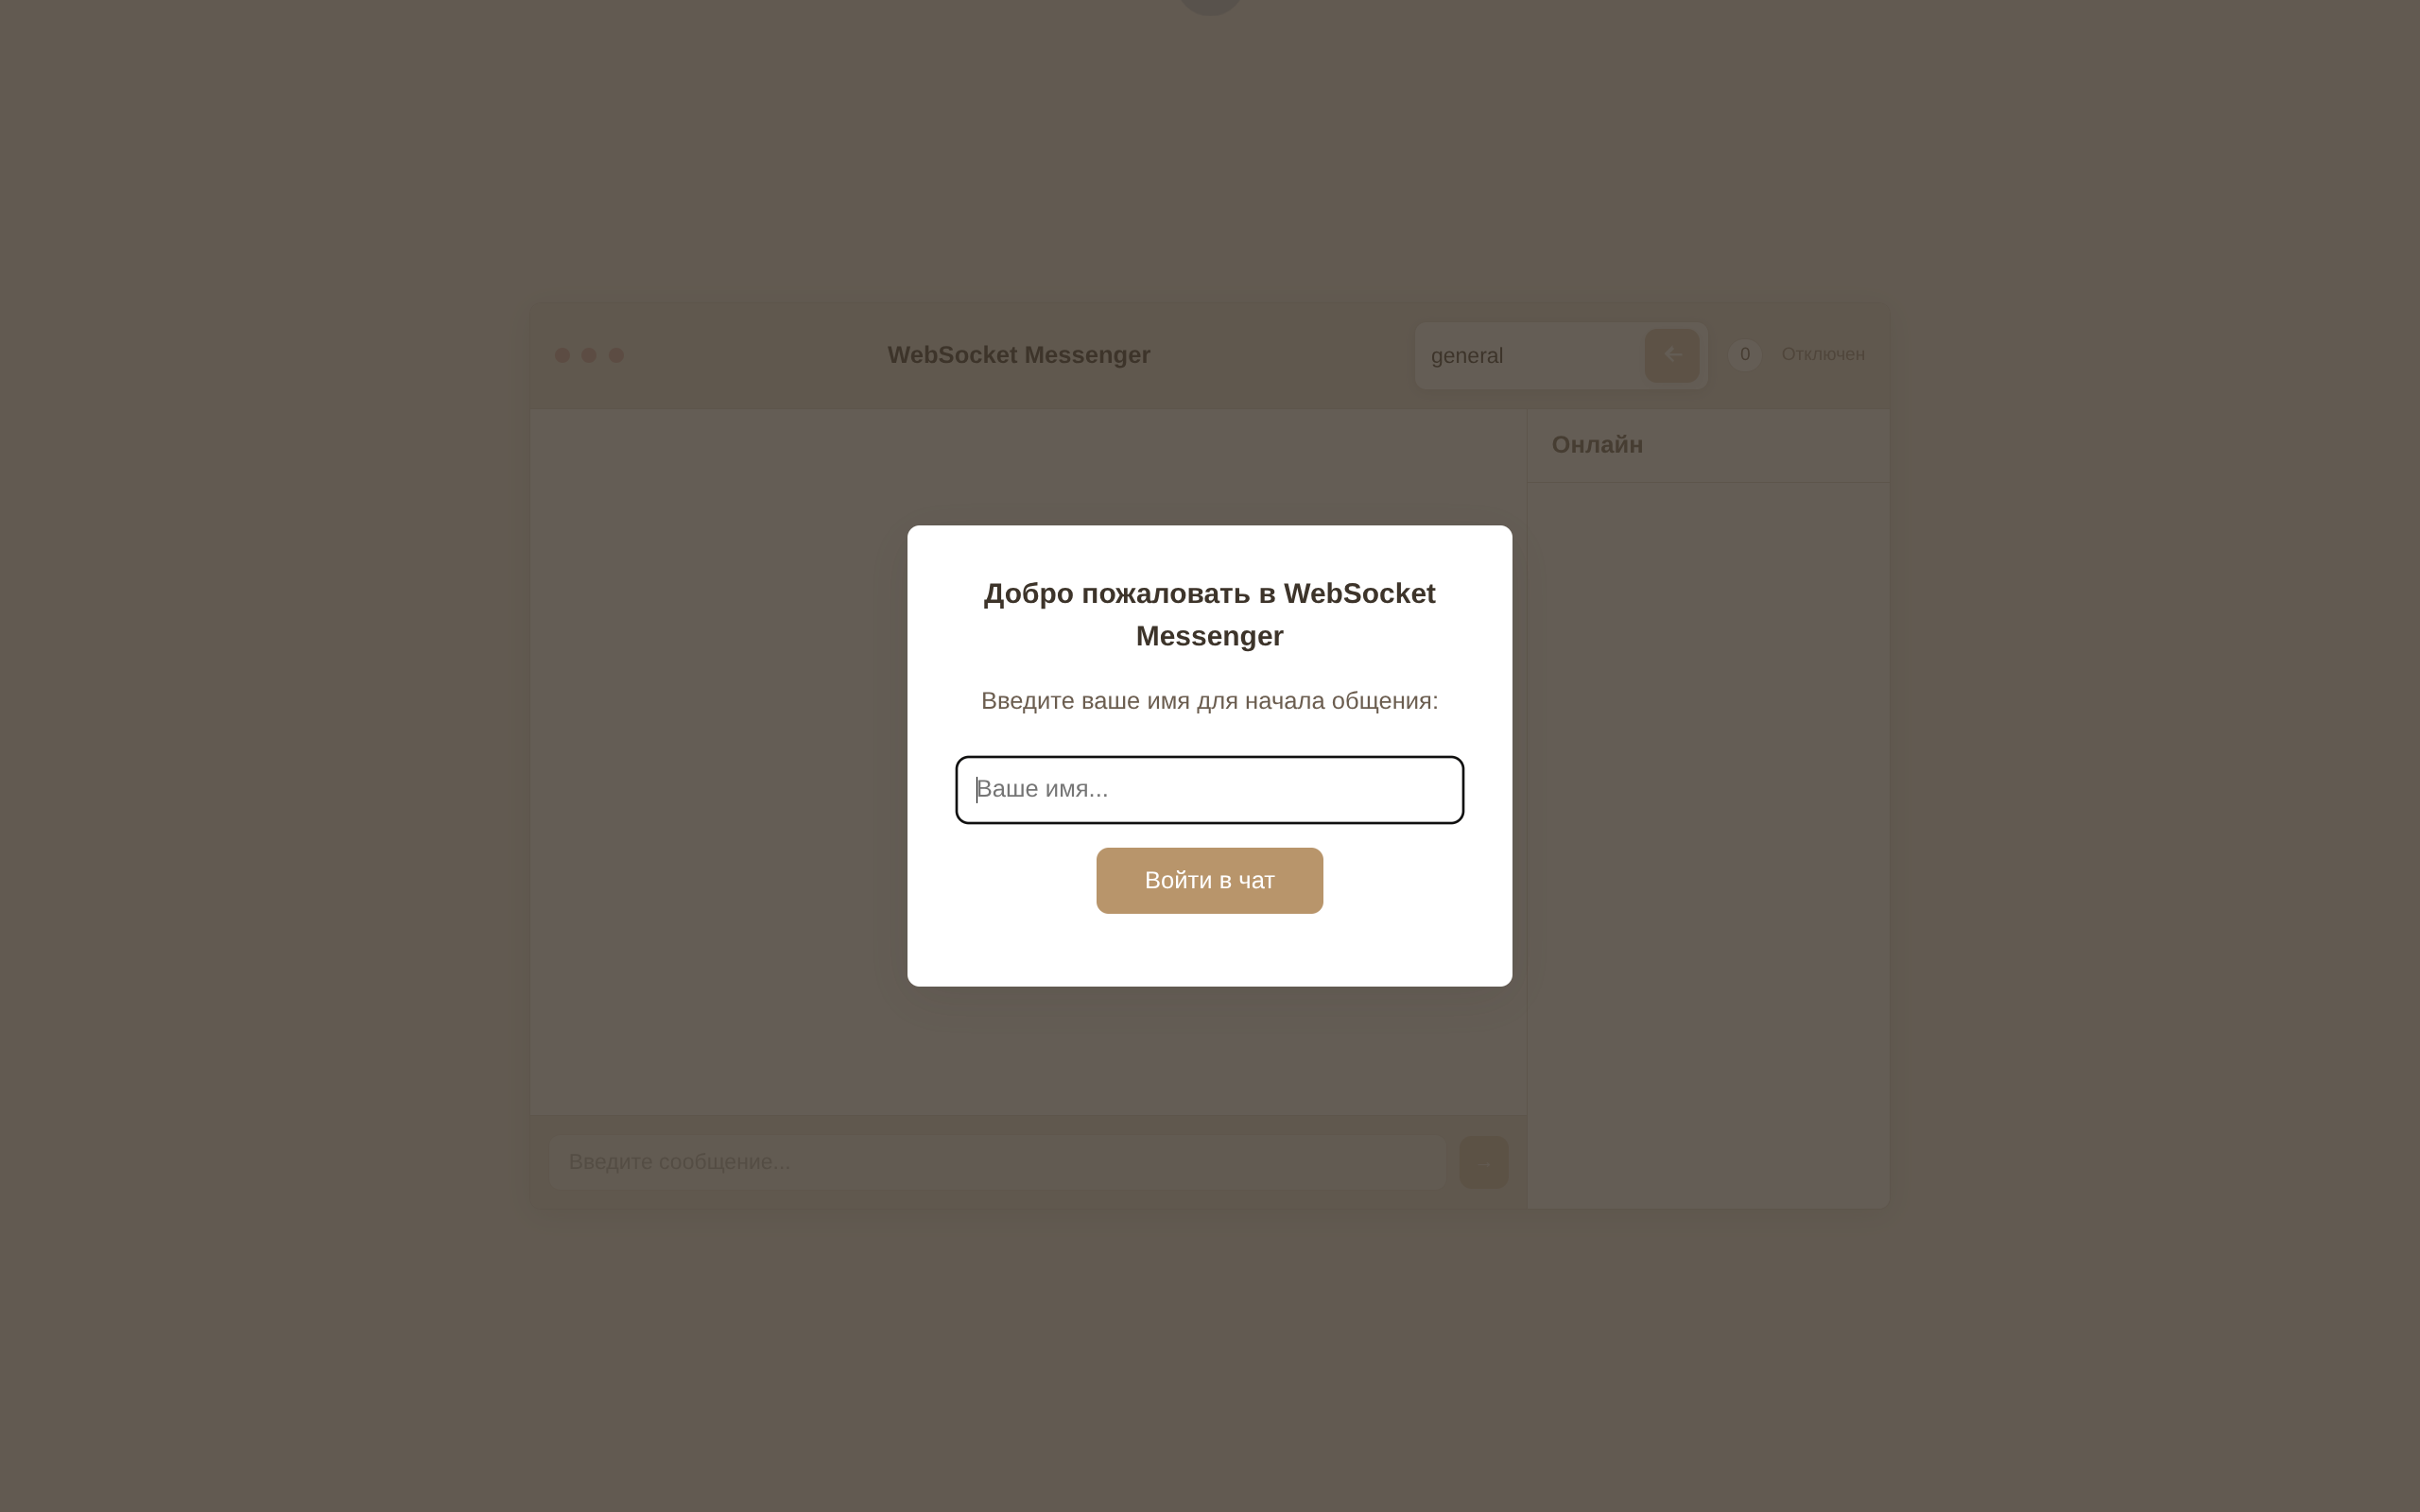 WebSocket Messenger
general
0
Отключен
Онлайн
Добро пожаловать в WebSocket
Messenger
Введите ваше имя для начала общения:
Ваше имя...
Войти в чат
Введите сообщение...